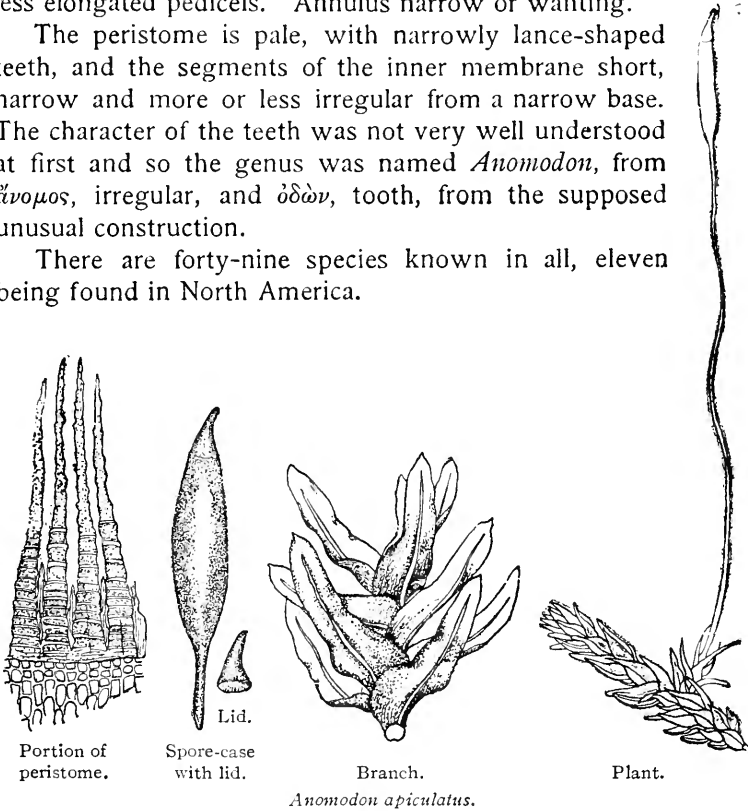 ess elongated pedicels. Annulus narrow or wanting.
The peristome is pale, with narrowly lance-shaped
teeth, and the segments of the inner membrane short,
narrow and more or less irregular from a narrow base.
The character of the teeth was not very well understood
at first and so the genus was named Anomodon, from
ἄνομος, irregular, and ὀδὼν, tooth, from the supposed
unusual construction.
There are forty-nine species known in all, eleven
being found in North America.
Lid.
Portion of
peristome.
Spore-case
with lid.
Branch.
Plant.
Anomodon apiculatus.